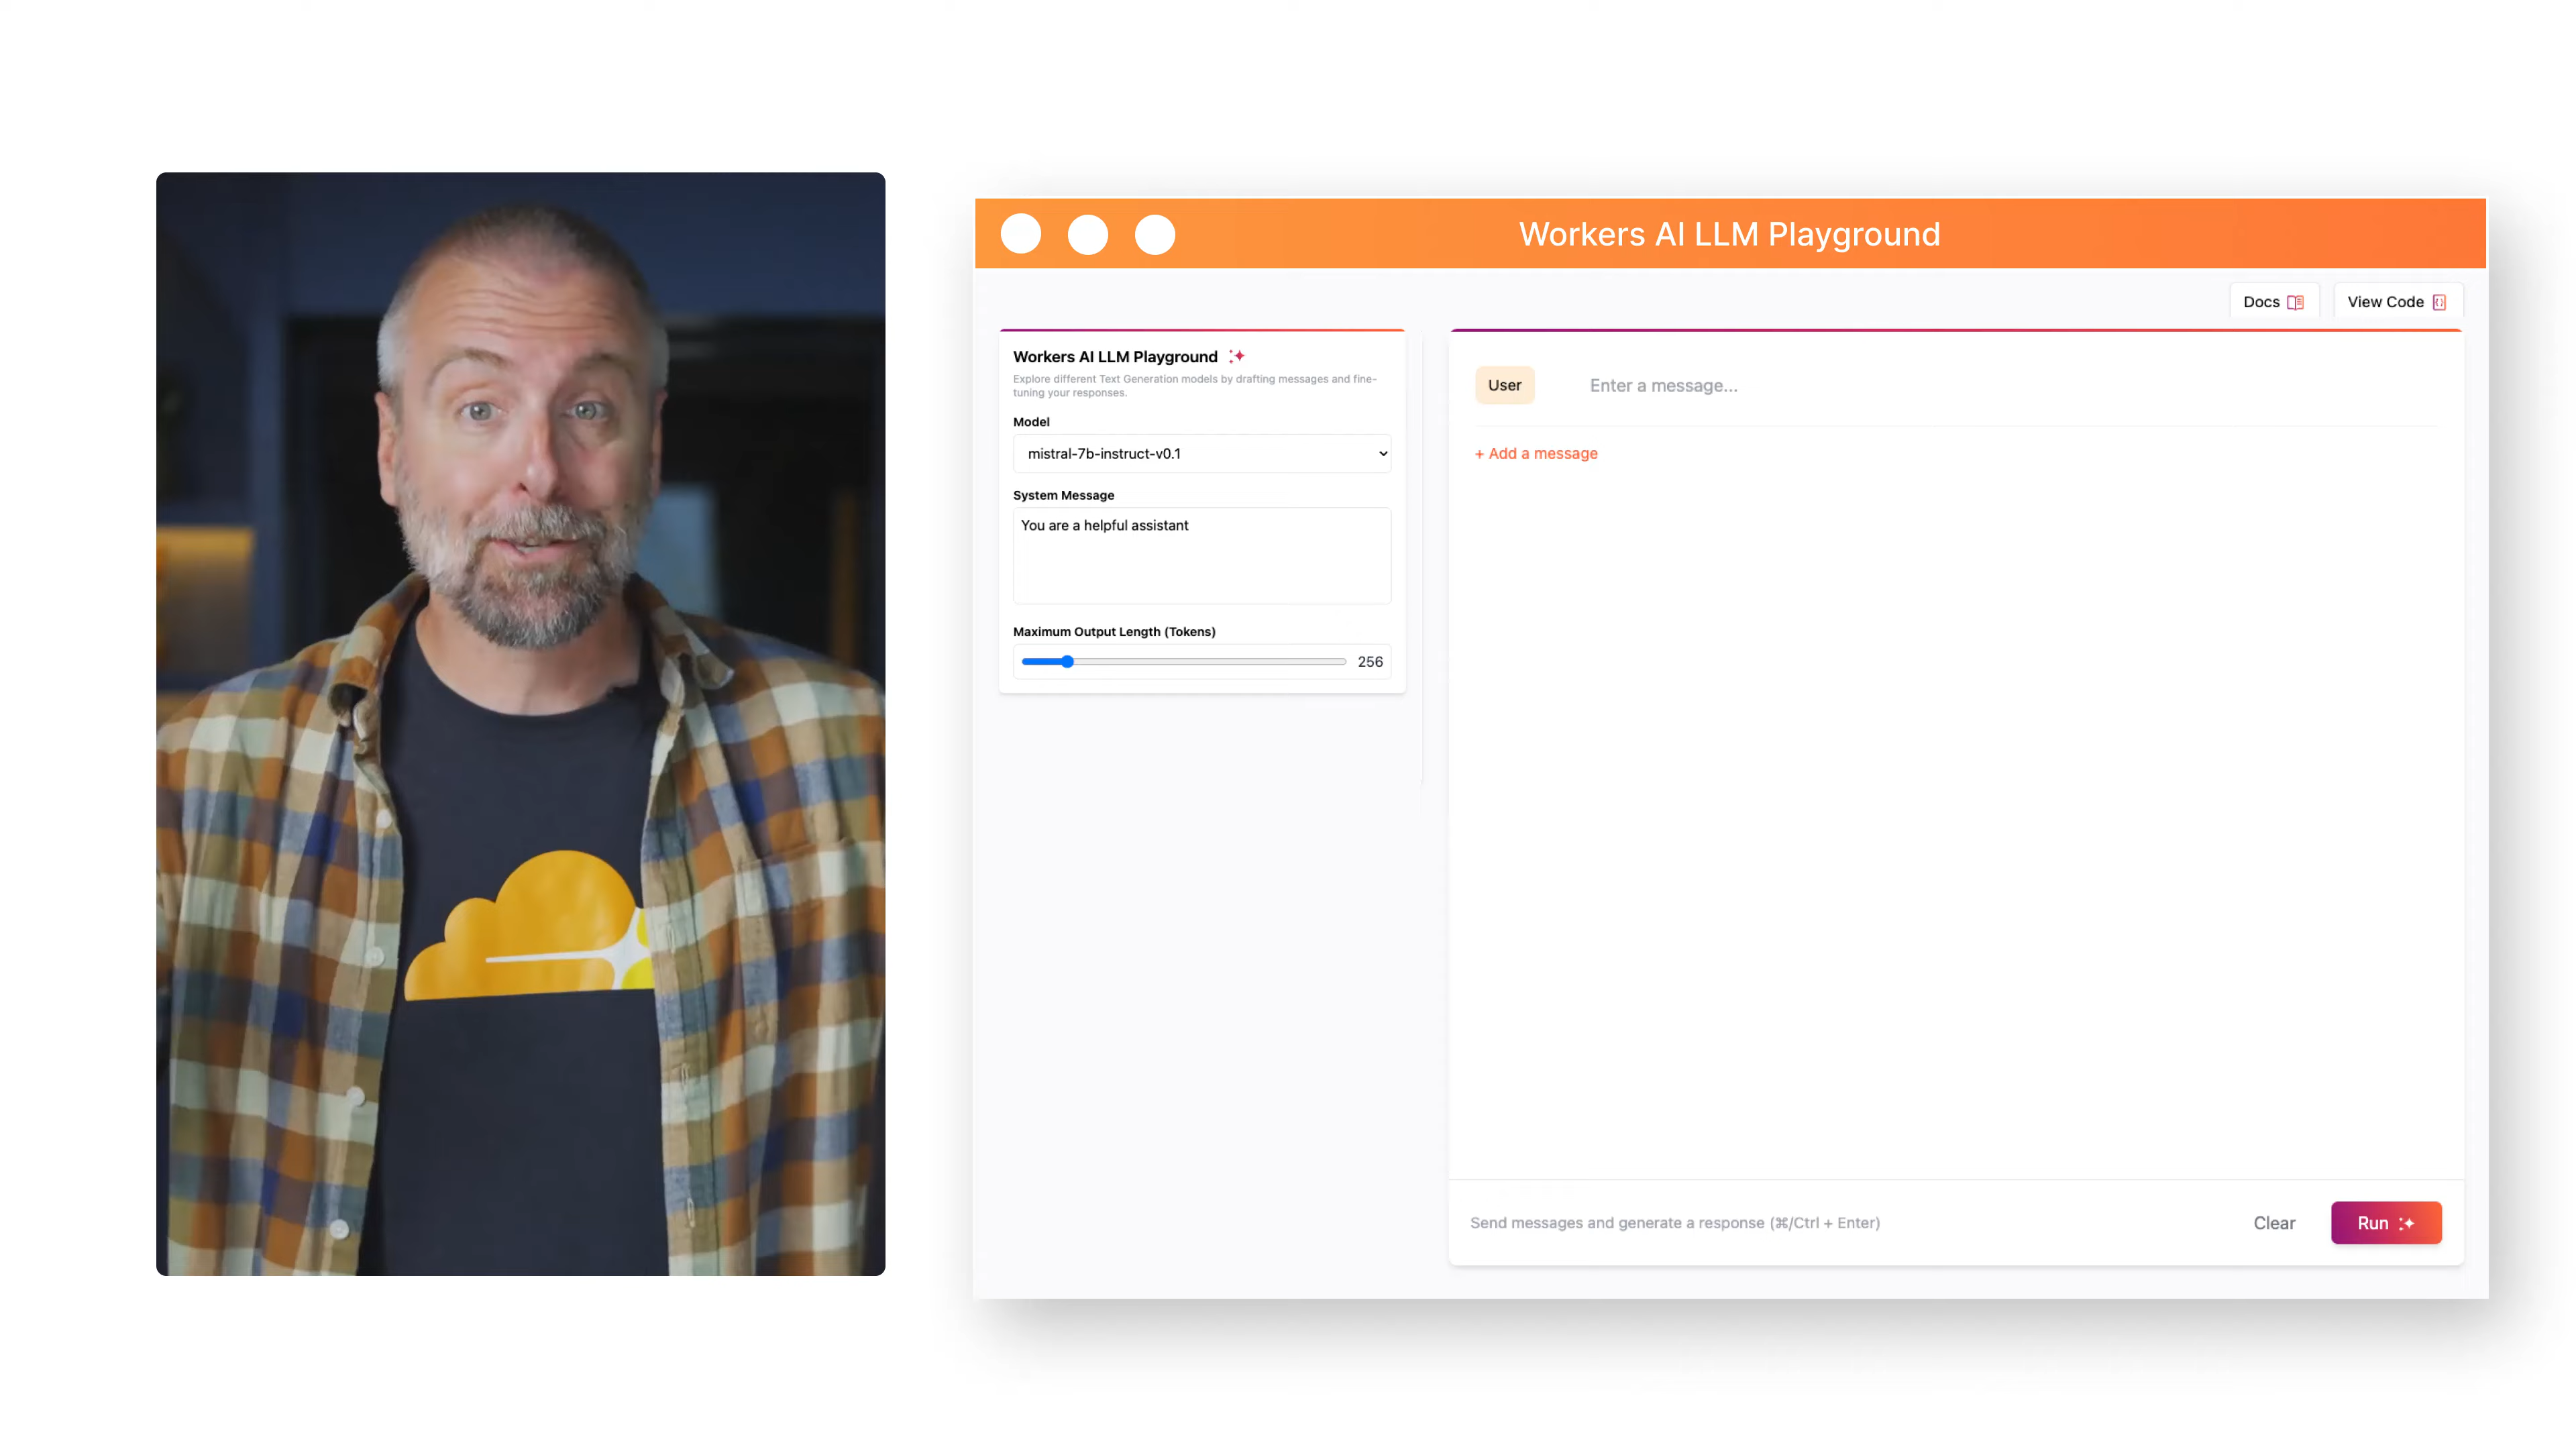 Workers AI LLM Playground
Docs
View Code
Workers AI LLM Playground
Explore different Text Generation models by drafting messages and fine-
tuning your responses.
Model
mistral-7b-instruct-v0.1
System Message
You are a helpful assistant
Maximum Output Length (Tokens)
256
User
Enter a message...
+ Add a message
Send messages and generate a response (⌘/Ctrl + Enter)
Clear
Run